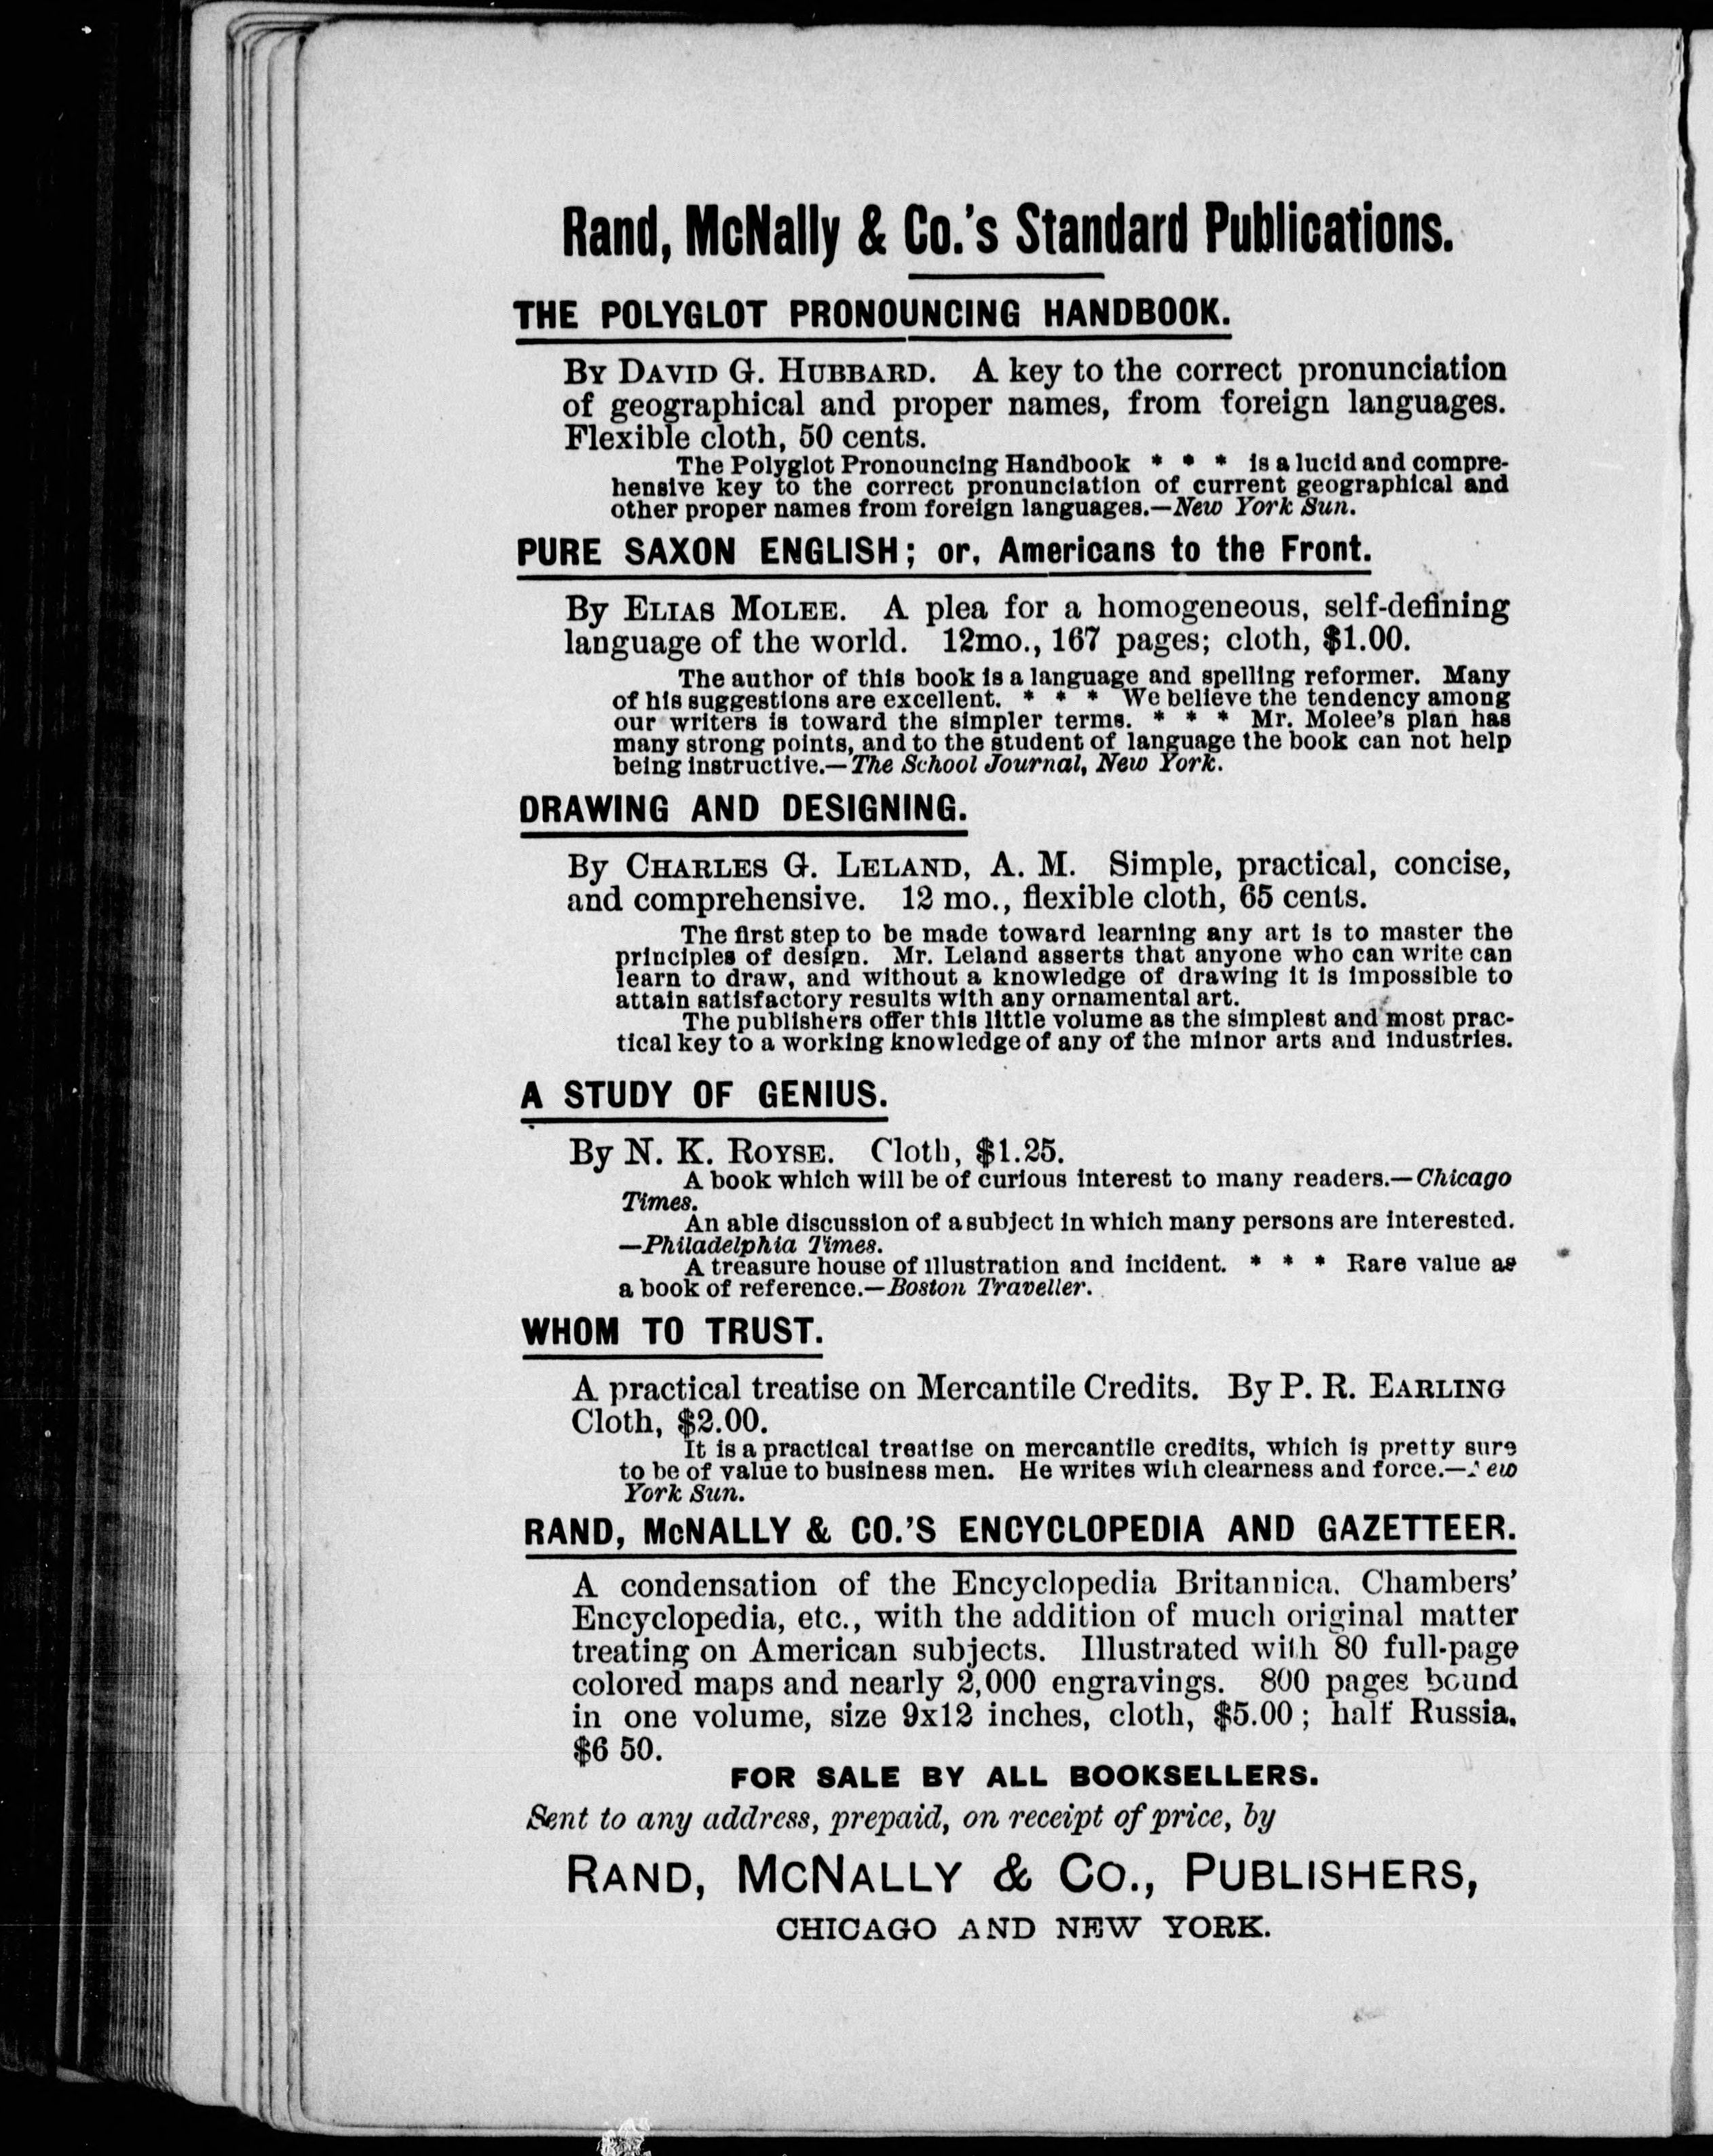 Rand, McNally & Co.'s Standard Publications.
THE POLYGLOT PRONOUNCING HANDBOOK.
BY DAVID G. HUBBARD. A key to the correct pronunciation
of geographical and proper names, from foreign languages.
Flexible cloth, 50 cents.
The Polyglot Pronouncing Handbook * * * is a lucid and compre-
hensive key to the correct pronunciation of current geographical and
other proper names from foreign languages.—New York Sun.
PURE SAXON ENGLISH; or, Americans to the Front.
By ELIAS MOLEE. A plea for a homogeneous, self-defining
language of the world. 12mo., 167 pages; cloth, $1.00.
The author of this book is a language and spelling reformer. Many
of his suggestions are excellent. * * * We believe the tendency among
our writers is toward the simpler terms. * * * Mr. Molee's plan has
many strong points, and to the student of language the book can not help
being instructive.—The School Journal, New York.
DRAWING AND DESIGNING.
By CHARLES G. LELAND, A. M. Simple, practical, concise,
and comprehensive. 12 mo., flexible cloth, 65 cents.
The first step to be made toward learning any art is to master the
principles of design. Mr. Leland asserts that anyone who can write can
learn to draw, and without a knowledge of drawing it is impossible to
attain satisfactory results with any ornamental art.
The publishers offer this little volume as the simplest and most prac-
tical key to a working knowledge of any of the minor arts and industries.
A STUDY OF GENIUS.
By N. K. ROYSE. Cloth, $1.25.
A book which will be of curious interest to many readers.—Chicago
Times.
An able discussion of a subject in which many persons are interested.
—Philadelphia Times.
A treasure house of illustration and incident. * * * Rare value as
a book of reference.—Boston Traveller.
WHOM TO TRUST.
A practical treatise on Mercantile Credits. By P. R. EARLING
Cloth, $2.00.
It is a practical treatise on mercantile credits, which is pretty sure
to be of value to business men. He writes with clearness and force.—New
York Sun.
RAND, McNALLY & CO.'S ENCYCLOPEDIA AND GAZETTEER.
A condensation of the Encyclopedia Britannica, Chambers'
Encyclopedia, etc., with the addition of much original matter
treating on American subjects. Illustrated with 80 full-page
colored maps and nearly 2,000 engravings. 800 pages bound
in one volume, size 9x12 inches, cloth, $5.00; half Russia,
$6 50.
FOR SALE BY ALL BOOKSELLERS.
Sent to any address, prepaid, on receipt of price, by
RAND, MCNALLY & CO., PUBLISHERS,
CHICAGO AND NEW YORK.